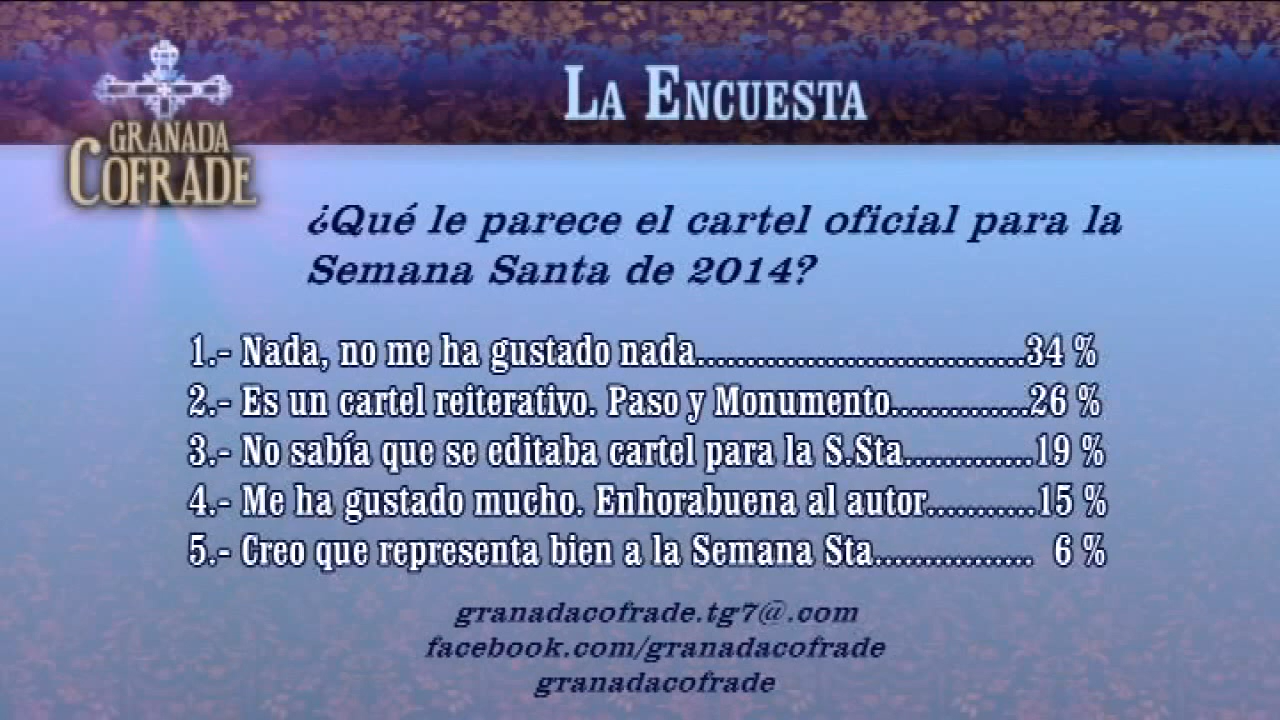 GRANADA
COFRADE
LA ENCUESTA
¿Qué le parece el cartel oficial para la
Semana Santa de 2014?
1.- Nada, no me ha gustado nada.................................34 %
2.- Es un cartel reiterativo. Paso y Monumento..............26 %
3.- No sabía que se editaba cartel para la S.Sta.............19 %
4.- Me ha gustado mucho. Enhorabuena al autor...........15 %
5.- Creo que representa bien a la Semana Sta................ 6 %
granadacofrade.tg7@.com
facebook.com/granadacofrade
granadacofrade